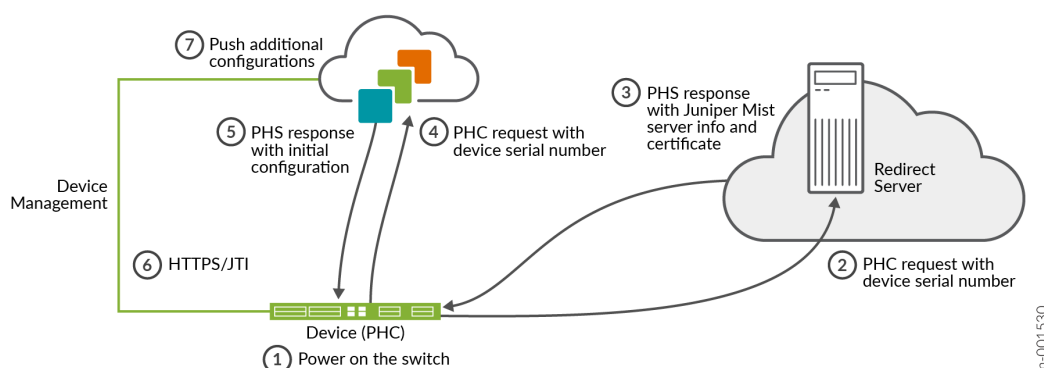 7 Push additional
configurations
3 PHS response
with Juniper Mist
server info and
certificate
5 PHS response
with initial
configuration
4 PHC request with
device serial number
Redirect
Server
Device
Management
6 HTTPS/JTI
2 PHC request with
device serial number
Device (PHC)
1 Power on the switch
-001530